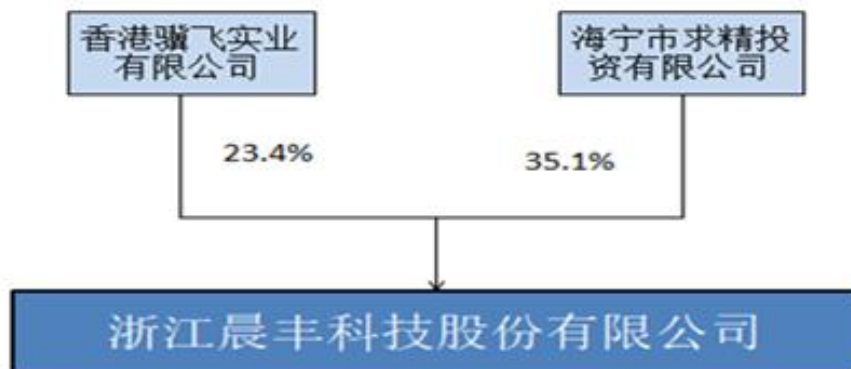 香港骥飞实业
有限公司
海宁市求精投
资有限公司
23.4%
35.1%
浙江晨丰科技股份有限公司